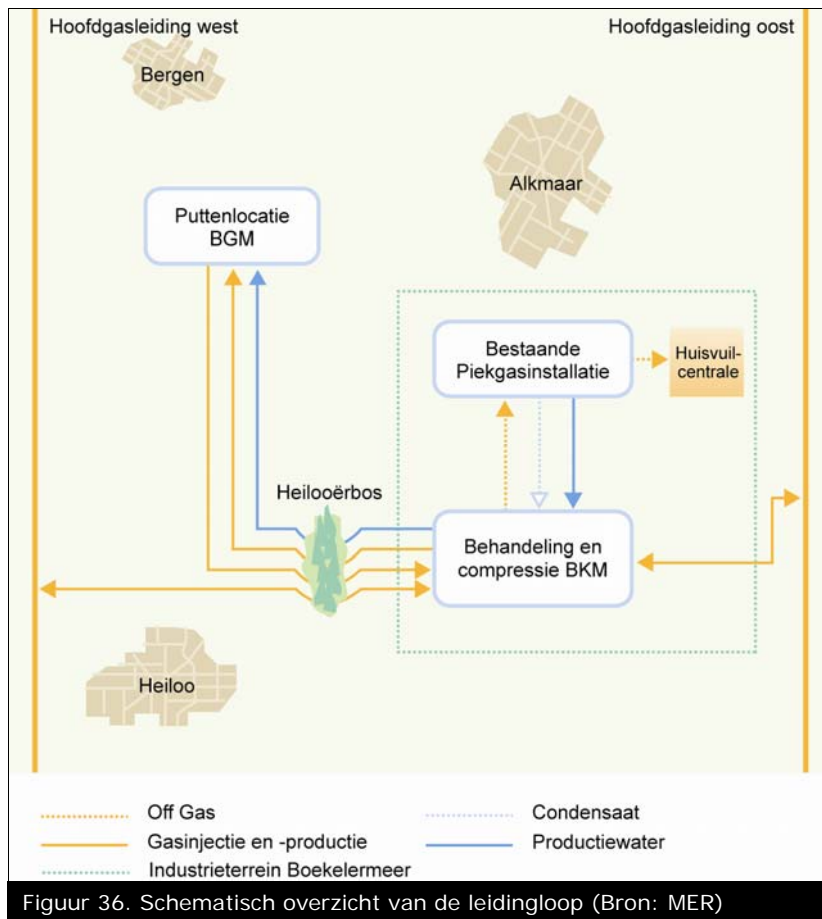 Hoofdgasleiding west
Hoofdgasleiding oost
Bergen
Alkmaar
Puttenlocatie
BGM
Bestaande
Piekgasinstallatie
Huisvuil-
centrale
Heilooërbos
Behandeling en
compressie BKM
Heiloo
Off Gas
Condensaat
Gasinjectie en -productie
Productiewater
Industrieterrein Boekelermeer
Figuur 36. Schematisch overzicht van de leidingloop (Bron: MER)